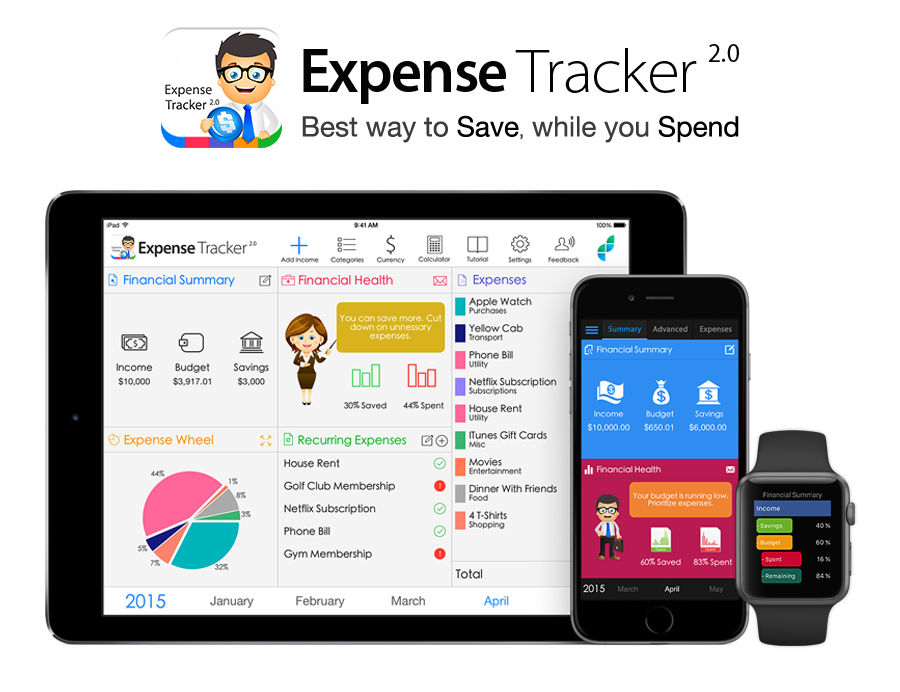 Expense
Tracker 2.0
Expense Tracker 2.0
Best way to Save, while you Spend
iPad
9:41 AM
100%
Expense Tracker 2.0
Add Income
Categories
Currency
Calculator
Tutorial
Settings
Feedback
Financial Summary
Income
$10,000
Budget
$3,917.01
Savings
$3,000
Financial Health
You can save more. Cut
down on unnessary
expenses.
30% Saved
44% Spent
Expenses
Apple Watch
Purchases
Yellow Cab
Transport
Phone Bill
Utility
Netflix Subscription
Subscriptions
House Rent
Utility
iTunes Gift Cards
Misc
Movies
Entertainment
Dinner With Friends
Food
4 T-Shirts
Shopping
Total
Expense Wheel
44%
1%
8%
3%
32%
7%
5%
Recurring Expenses
House Rent
Golf Club Membership
Netflix Subscription
Phone Bill
Gym Membership
2015
January
February
March
April
Summary
Advanced
Expenses
Financial Summary
Income
$10,000.00
Budget
$650.01
Savings
$6,000.00
Financial Health
Your budget is running low.
Prioritize expenses.
60% Saved
83% Spent
2015
March
April
May
Financial Summary
Income
- Savings 40 %
- Budget 60 %
- Spent 16 %
- Remaining 84 %